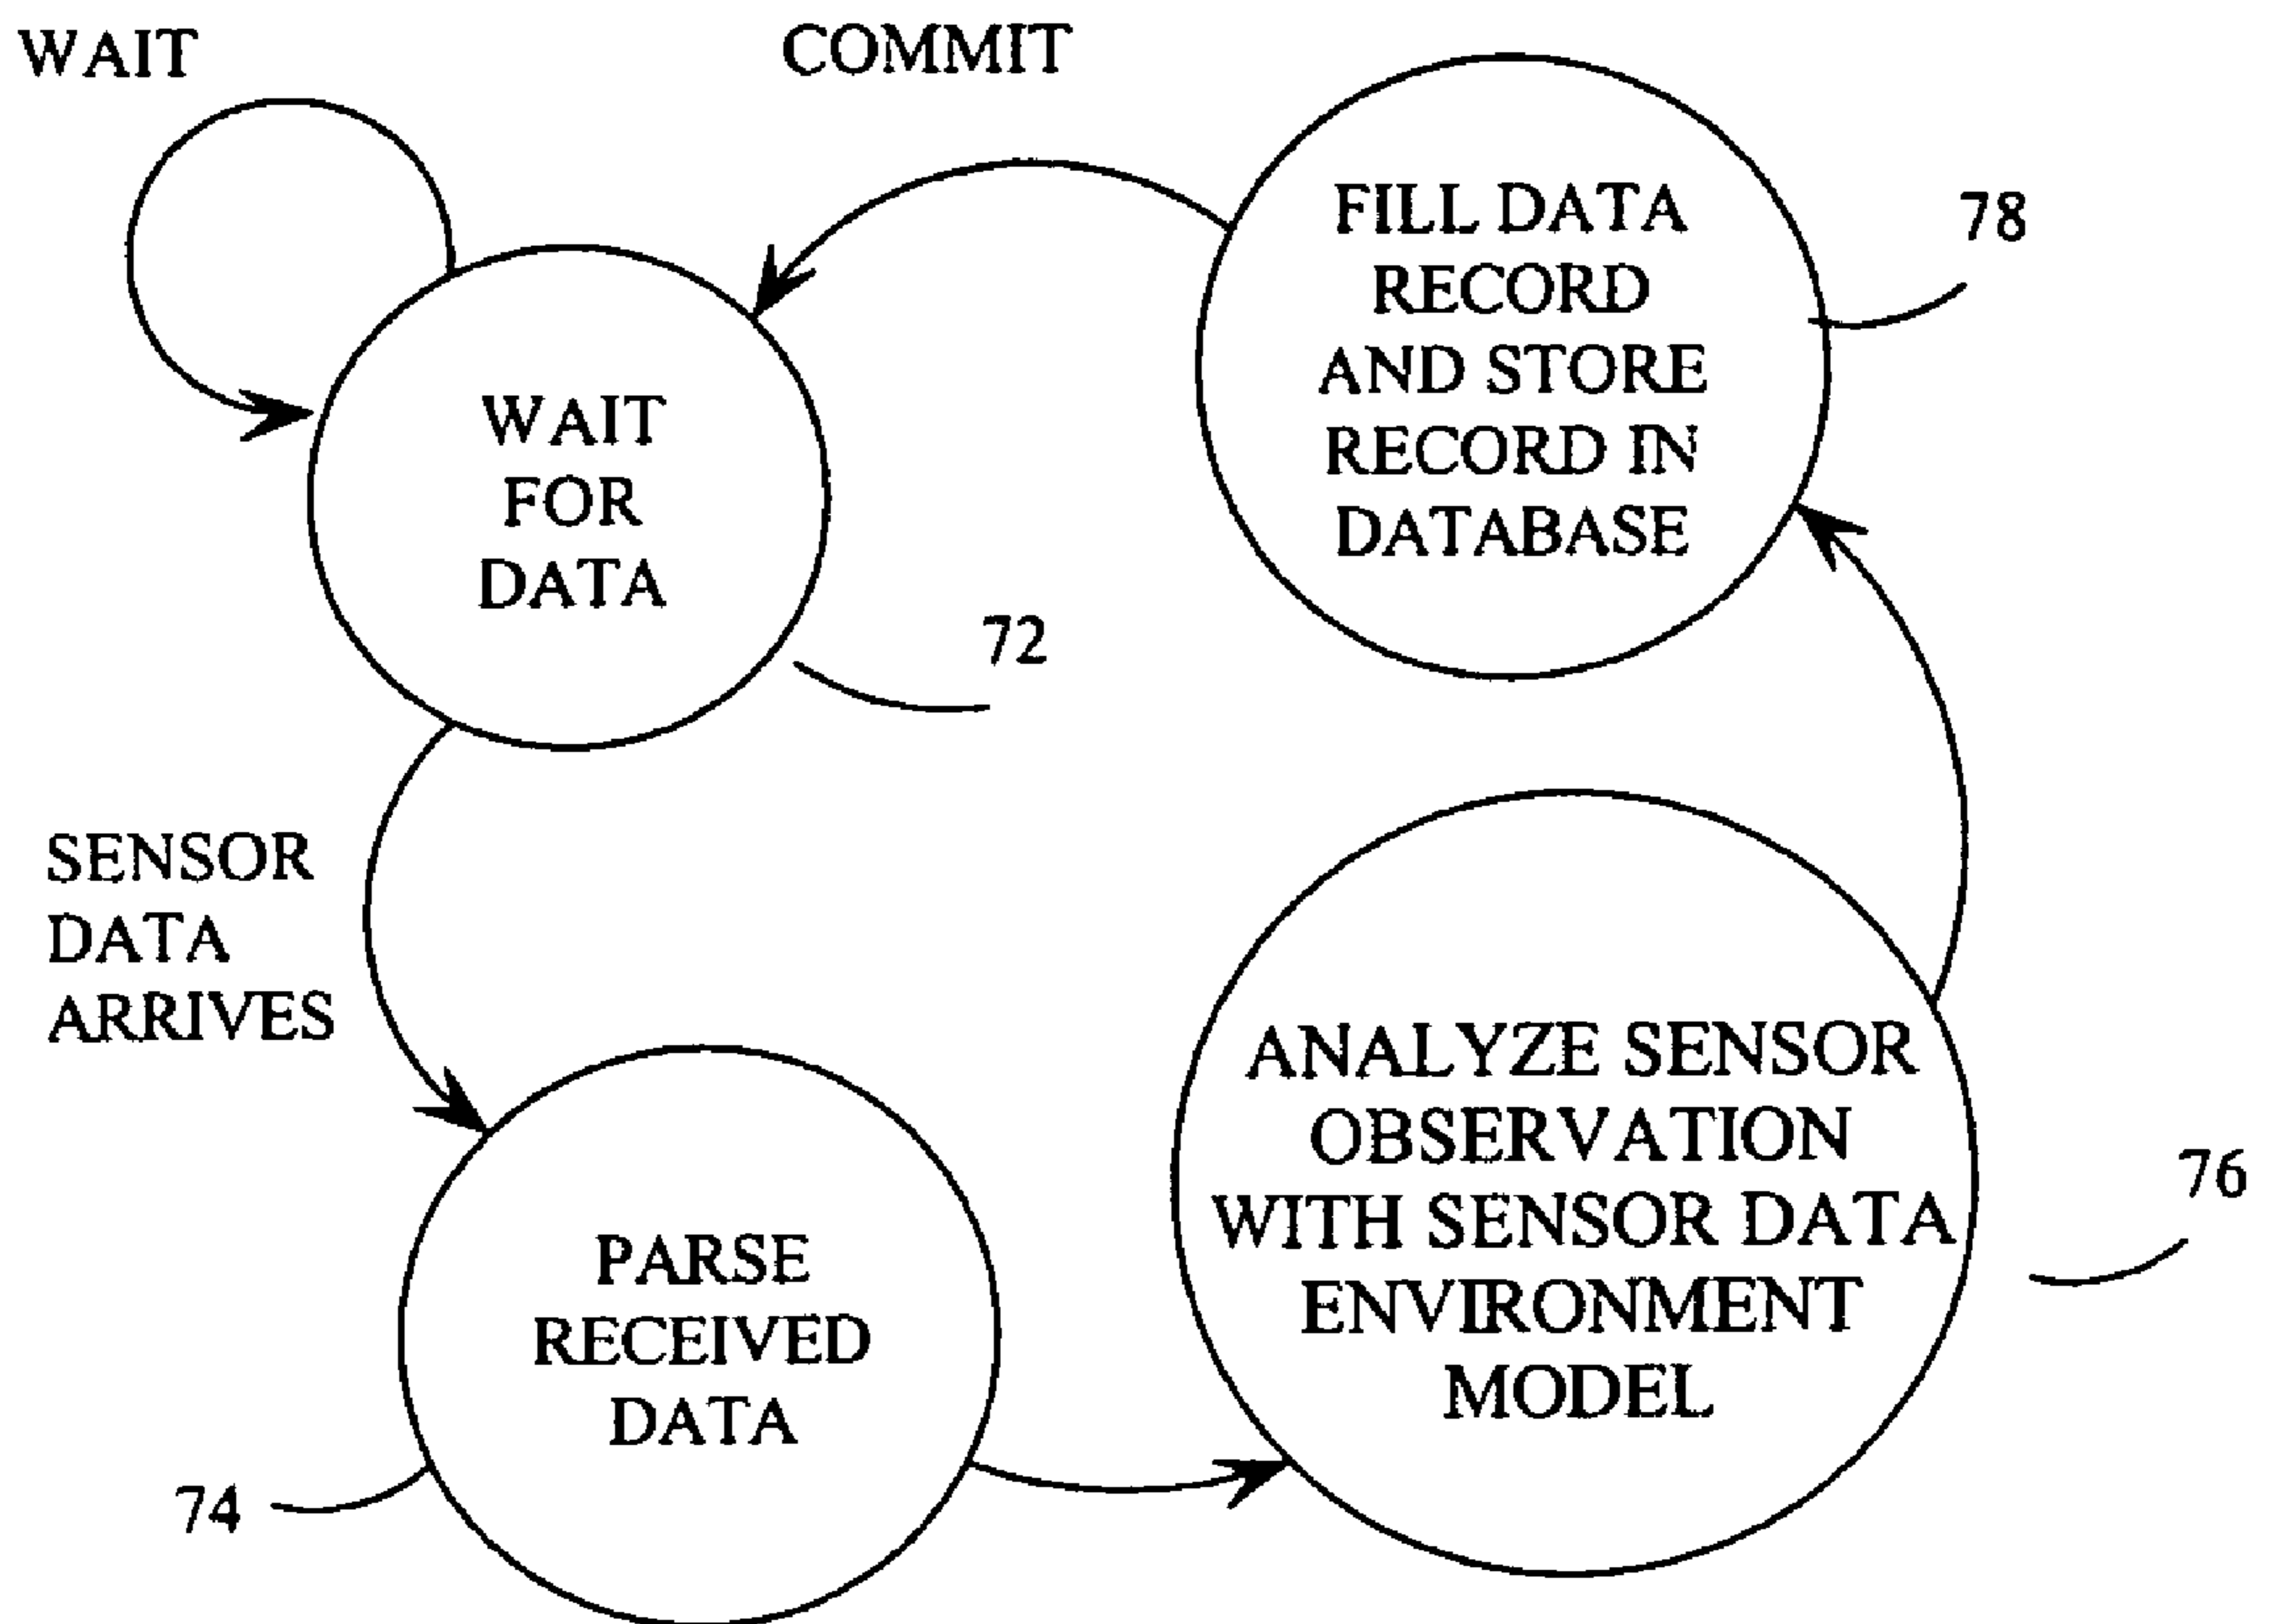 WAIT
COMMIT
FILL DATA
RECORD
AND STORE
RECORD IN
DATABASE
78
WAIT
FOR
DATA
72
SENSOR
DATA
ARRIVES
ANALYZE SENSOR
OBSERVATION
WITH SENSOR DATA
ENVIRONMENT
MODEL
76
PARSE
RECEIVED
DATA
74